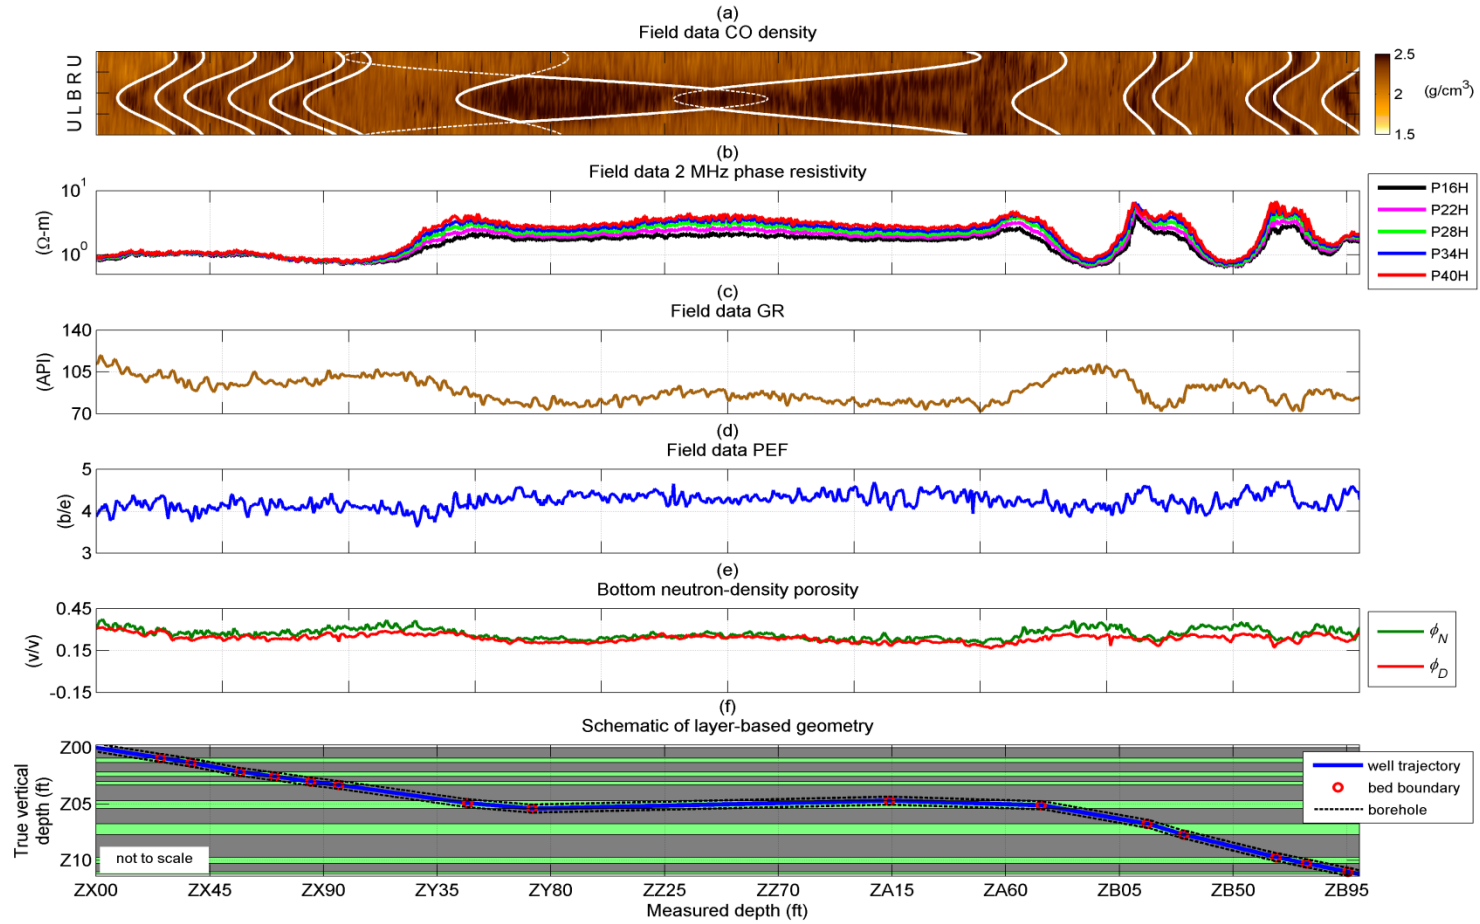 (a)
Field data CO density
U L B R U
2.5
2
1.5
(g/cm³)
(b)
Field data 2 MHz phase resistivity
10¹
10⁰
(Ω-m)
P16H
P22H
P28H
P34H
P40H
(c)
Field data GR
140
105
70
(API)
(d)
Field data PEF
5
4
3
(b/e)
(e)
Bottom neutron-density porosity
0.45
0.15
-0.15
(v/v)
ϕN
ϕD
(f)
Schematic of layer-based geometry
Z00
Z05
Z10
True vertical
depth (ft)
well trajectory
bed boundary
borehole
not to scale
ZX00 ZX45 ZX90 ZY35 ZY80 ZZ25 ZZ70 ZA15 ZA60 ZB05 ZB50 ZB95
Measured depth (ft)